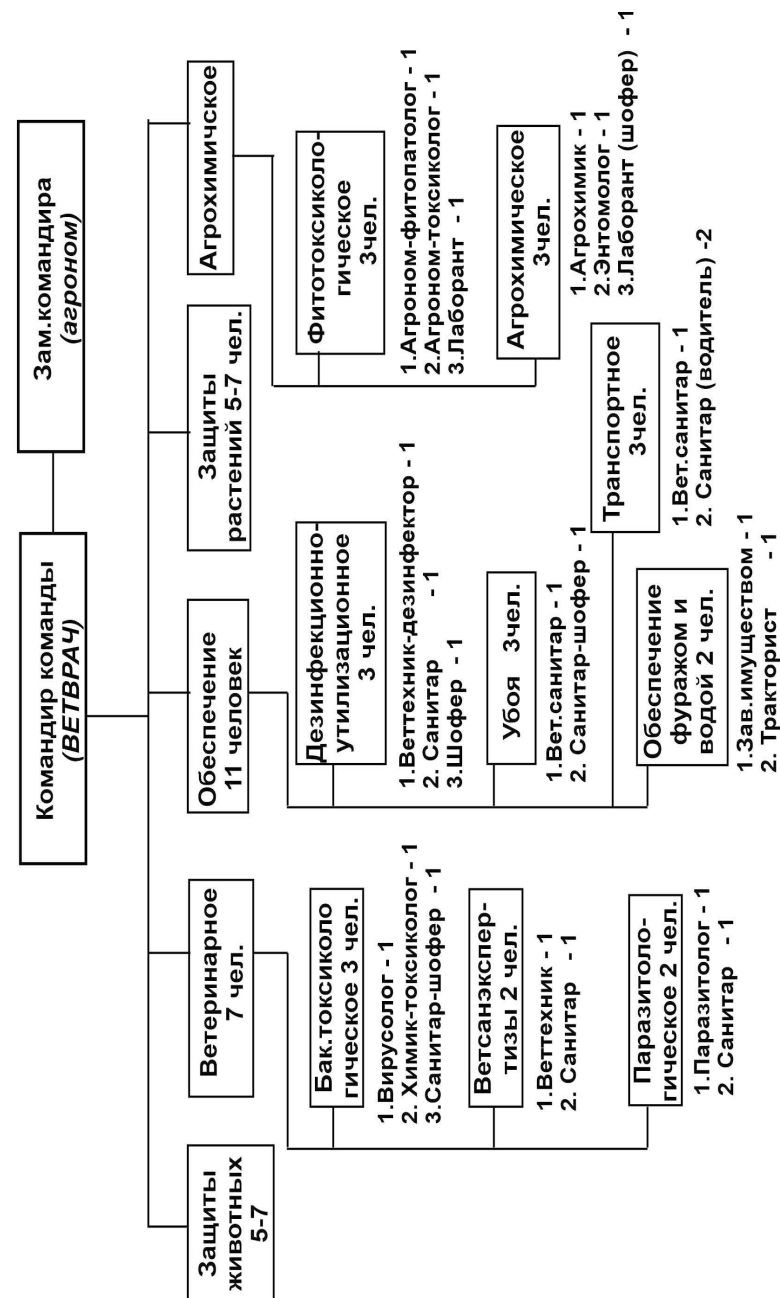 Командир команды
(ВЕТВРАЧ)
Зам.командира
(агроном)
Защиты
животных
5-7
Ветеринарное
7 чел.
Обеспечение
11 человек
Защиты
растений 5-7 чел.
Агрохимичское
Бак.токсиколо
гическое 3 чел.
1.Вирусолог - 1
2. Химик-токсиколог - 1
3.Санитар-шофер - 1
Ветсанэкспер-
тизы 2 чел.
1.Веттехник - 1
2. Санитар - 1
Паразитоло-
гическое 2 чел.
1.Паразитолог - 1
2. Санитар - 1
Дезинфекционно-
утилизационное
3 чел.
1.Веттехник-дезинфектор - 1
2. Санитар - 1
3.Шофер - 1
Убоя 3чел.
1.Вет.санитар - 1
2. Санитар-шофер - 1
Транспортное
3чел.
1.Вет.санитар - 1
2. Санитар (водитель) -2
Обеспечение
фуражом и
водой 2 чел.
1.Зав.имуществом - 1
2. Тракторист - 1
Фитотоксиколо-
гическое
3чел.
1.Агроном-фитопатолог - 1
2.Агроном-токсиколог - 1
3.Лаборант - 1
Агрохимическое
3чел.
1.Агрохимик - 1
2.Энтомолог - 1
3.Лаборант (шофер) - 1